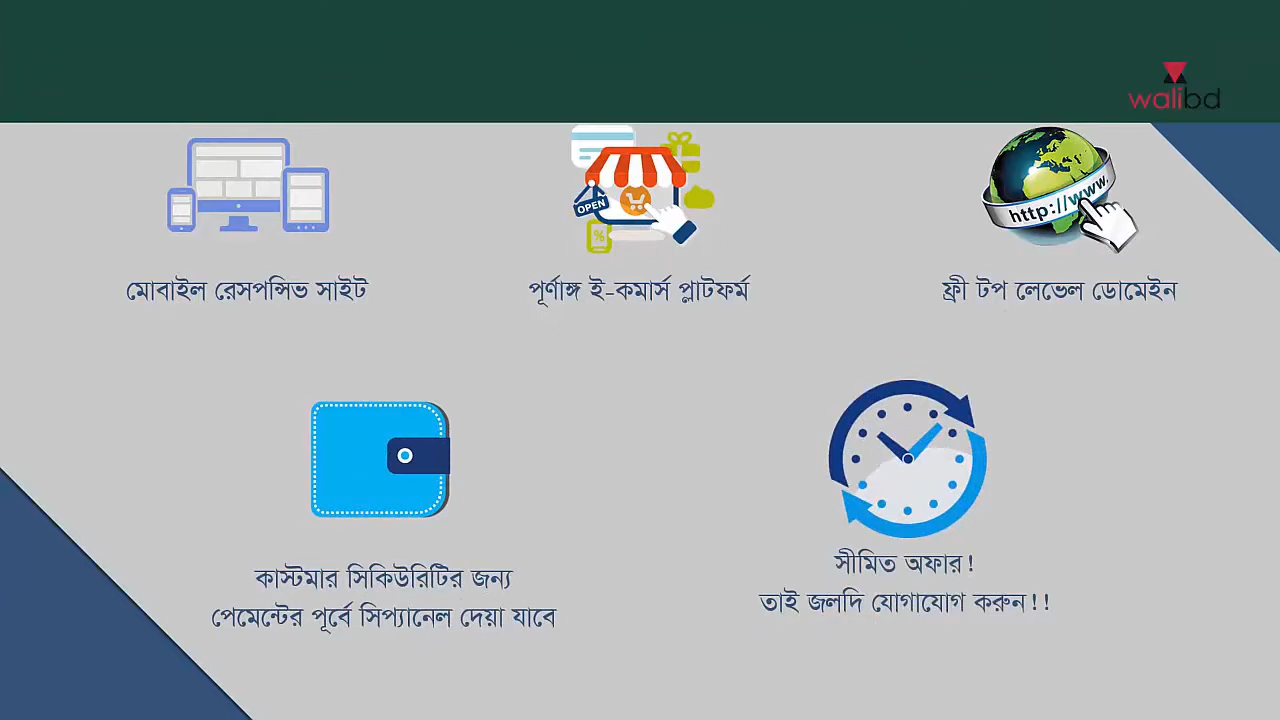 walibd
OPEN
%
http://www.
মোবাইল রেসপন্সিভ সাইট
পূর্ণাঙ্গ ই-কমার্স প্লাটফর্ম
ফ্রী টপ লেভেল ডোমেইন
কাস্টমার সিকিউরিটির জন্য
পেমেন্টের পূর্বে সিপ্যানেল দেয়া যাবে
সীমিত অফার!
তাই জলদি যোগাযোগ করুন!!